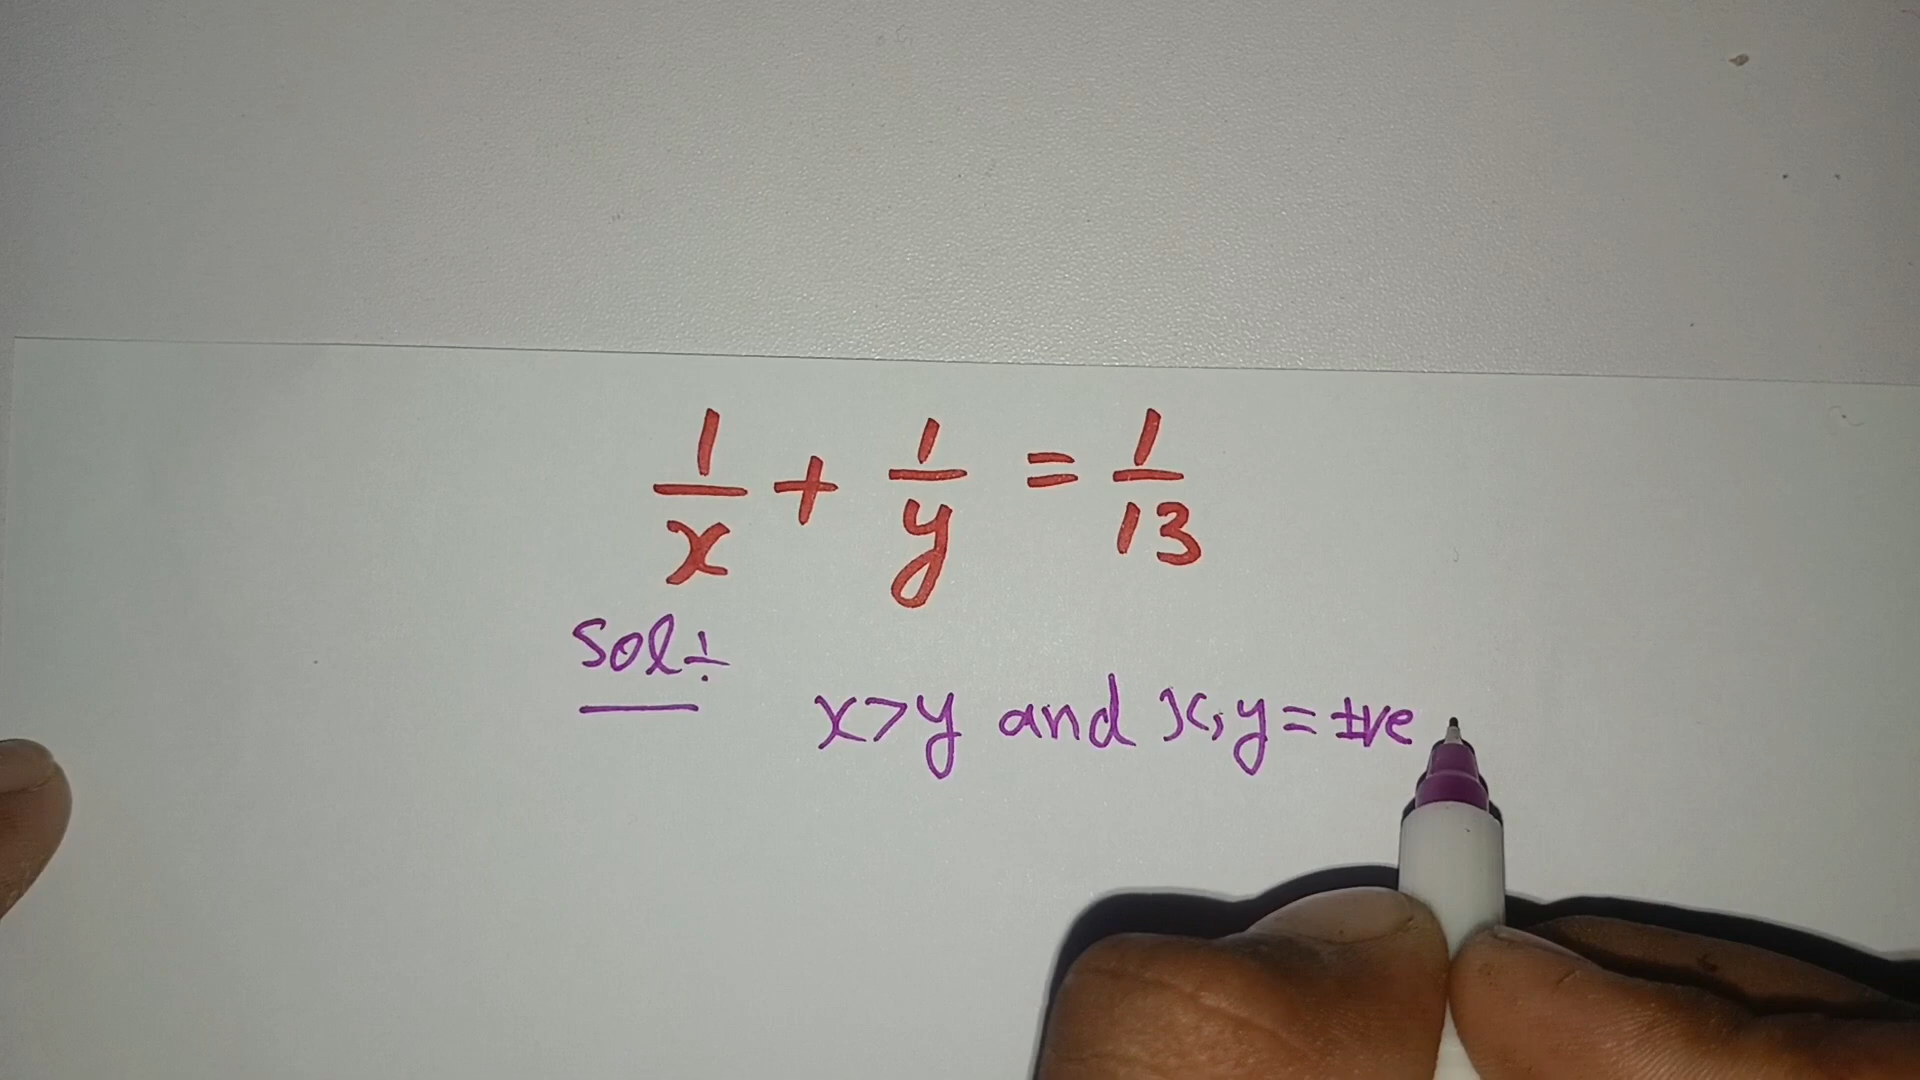 1/x + 1/y = 1/13
Sol:-
x>y and x,y=+ve